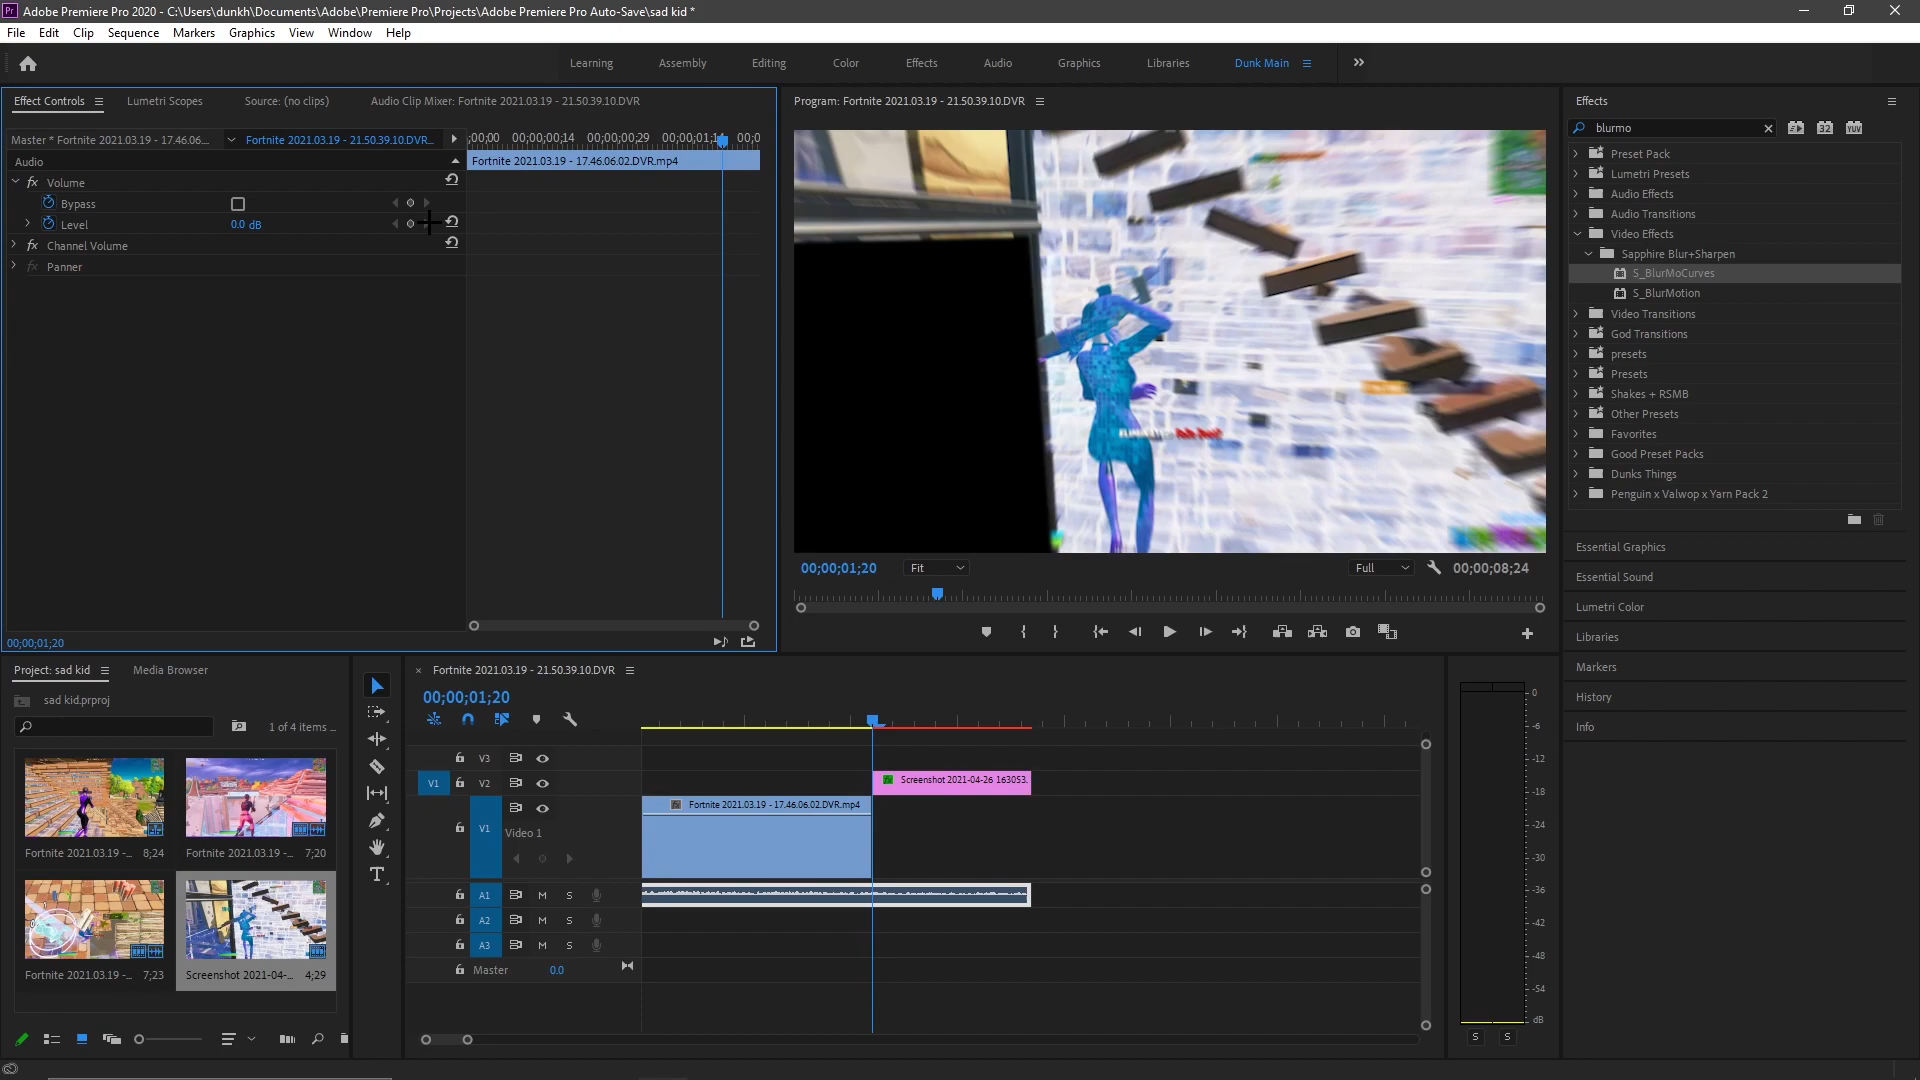 Adobe Premiere Pro 2020 - C:\Users\dunkh\Documents\Adobe\Premiere Pro\Projects\Adobe Premiere Pro Auto-Save\sad kid *
File Edit Clip Sequence Markers Graphics View Window Help
Learning Assembly Editing Color Effects Audio Graphics Libraries Dunk Main
Effect Controls Lumetri Scopes Source: (no clips) Audio Clip Mixer: Fortnite 2021.03.19 - 21.50.39.10.DVR
Master * Fortnite 2021.03.19 - 17.46.06.... Fortnite 2021.03.19 - 21.50.39.10.DVR...
;00;00 00;00;00;14 00;00;00;29 00;00;01;14 00;0
Audio
Fortnite 2021.03.19 - 17.46.06.02.DVR.mp4
fx Volume
Bypass
Level 0.0 dB
fx Channel Volume
fx Panner
00;00;01;20
Program: Fortnite 2021.03.19 - 21.50.39.10.DVR
00;00;01;20 Fit Full 00;00;08;24
Effects
blurmo
32 YUV
Preset Pack
Lumetri Presets
Audio Effects
Audio Transitions
Video Effects
Sapphire Blur+Sharpen
S_BlurMoCurves
S_BlurMotion
Video Transitions
God Transitions
presets
Presets
Shakes + RSMB
Other Presets
Favorites
Good Preset Packs
Dunks Things
Penguin x Valwop x Yarn Pack 2
Essential Graphics
Essential Sound
Lumetri Color
Libraries
Markers
History
Info
Project: sad kid Media Browser
sad kid.prproj
1 of 4 items ...
Fortnite 2021.03.19 -... 8;24
Fortnite 2021.03.19 -... 7;20
Fortnite 2021.03.19 -... 7;23
Screenshot 2021-04-... 4;29
Fortnite 2021.03.19 - 21.50.39.10.DVR
00;00;01;20
V3
V1 V2
V1 Video 1
A1 M S
A2 M S
A3 M S
Master 0.0
Screenshot 2021-04-26 163053.
Fortnite 2021.03.19 - 17.46.06.02.DVR.mp4
0
-6
-12
-18
-24
-30
-36
-42
-48
-54
dB
S S